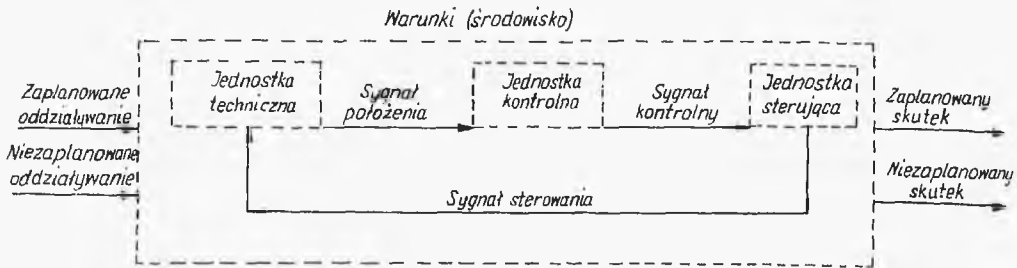 Warunki (środowisko)
Zaplanowane
oddziaływanie
Niezaplanowane
oddziaływanie
Jednostka
techniczna
Sygnał
położenia
Jednostka
kontrolna
Sygnał
kontrolny
Jednostka
sterująca
Sygnał sterowania
Zaplanowany
skutek
Niezaplanowany
skutek